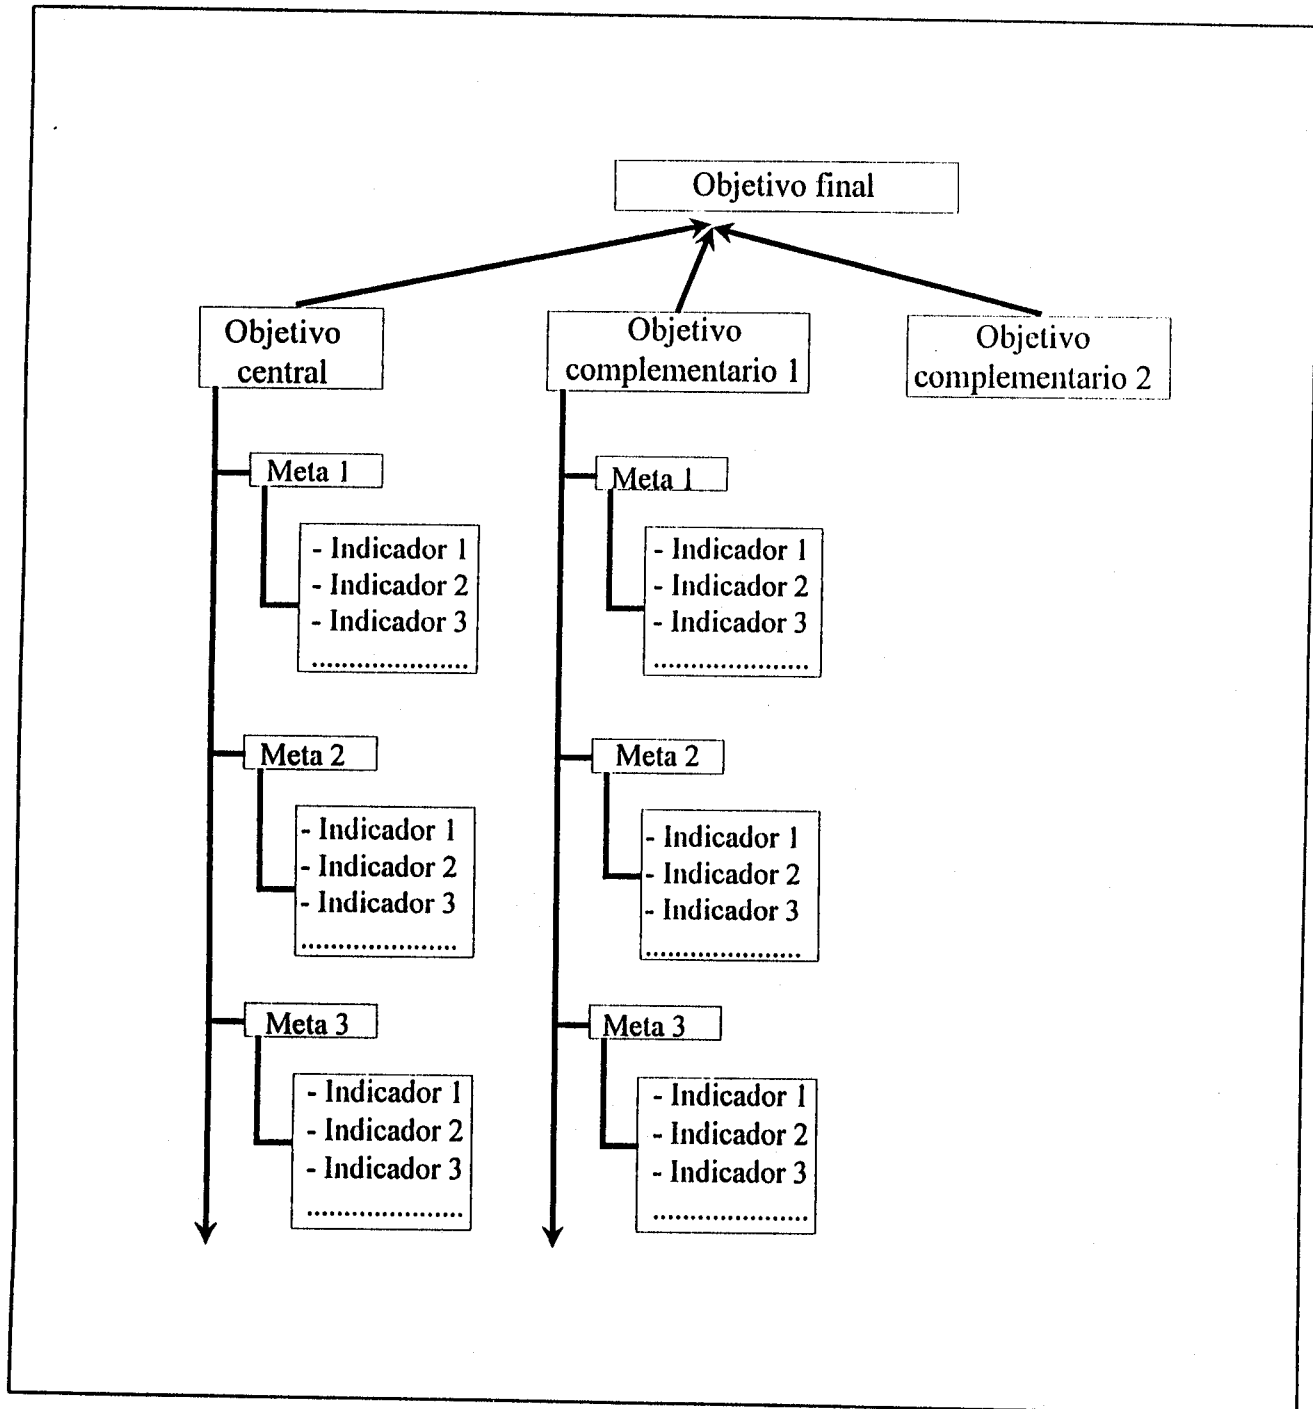 Objetivo final
Objetivo
central
Objetivo
complementario 1
Objetivo
complementario 2
Meta 1
- Indicador 1
- Indicador 2
- Indicador 3
.....................
Meta 2
- Indicador 1
- Indicador 2
- Indicador 3
.....................
Meta 3
- Indicador 1
- Indicador 2
- Indicador 3
.....................
Meta 1
- Indicador 1
- Indicador 2
- Indicador 3
.....................
Meta 2
- Indicador 1
- Indicador 2
- Indicador 3
.....................
Meta 3
- Indicador 1
- Indicador 2
- Indicador 3
.....................